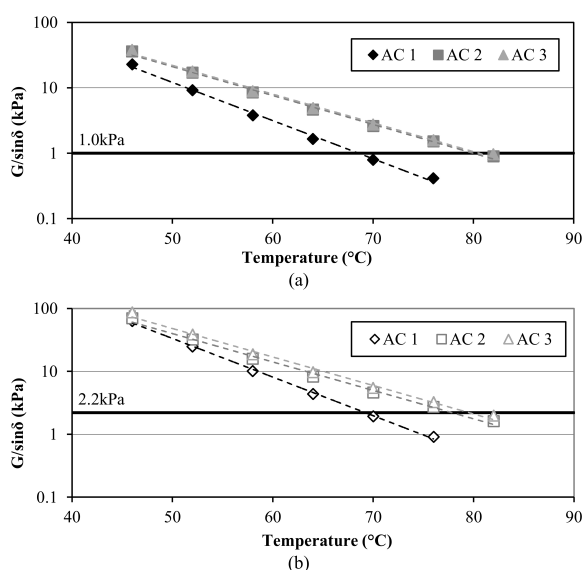 100
10
1
0.1
G/sinδ (kPa)
AC 1 AC 2 AC 3
1.0kPa
40 50 60 70 80 90
Temperature (°C)
(a)
100
10
1
0.1
G/sinδ (kPa)
AC 1 AC 2 AC 3
2.2kPa
40 50 60 70 80 90
Temperature (°C)
(b)